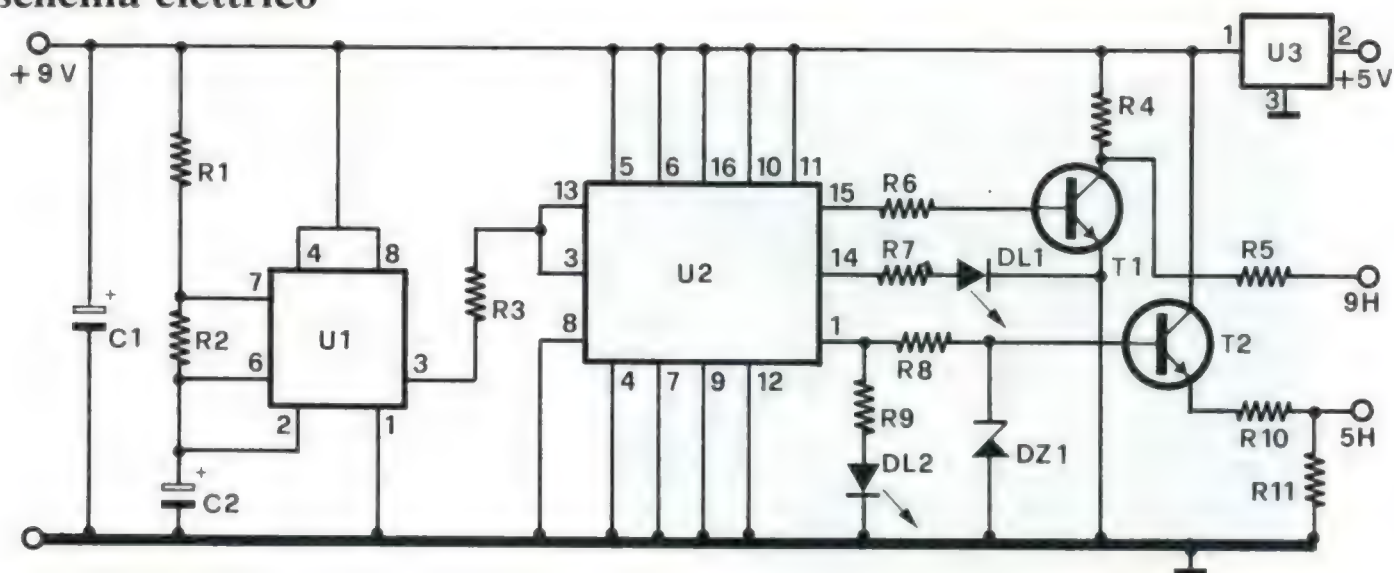 schema elettrico
+9V
1
U3
2
+5V
3
R1
R4
4
8
7
R2
6
U1
3
2
1
C1
+
C2
+
R3
5
6
16
10
11
13
3
8
U2
15
14
1
4
7
9
12
R6
R7
DL1
T1
R5
9H
R8
R9
DL2
DZ1
T2
R10
5H
R11